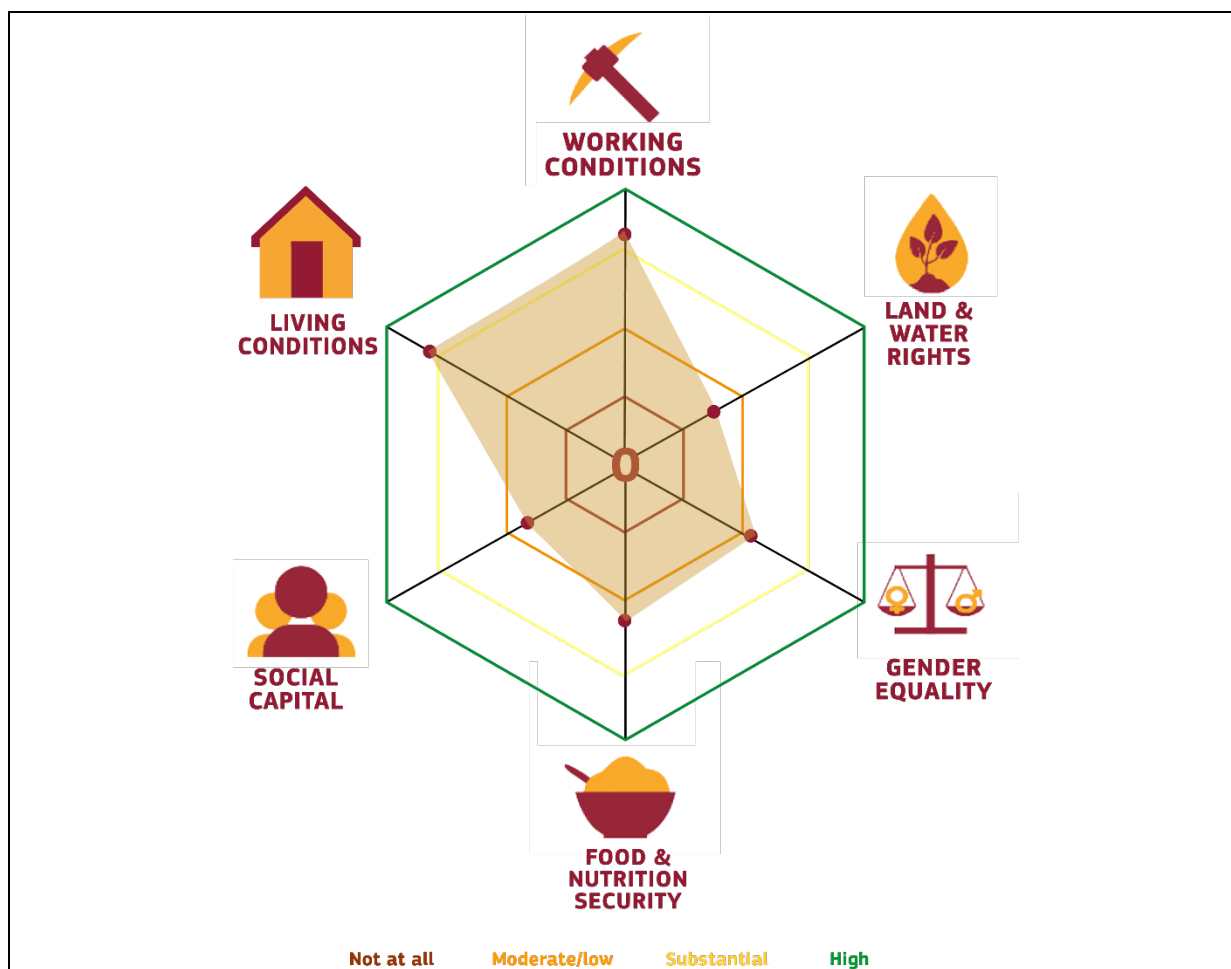 WORKING
CONDITIONS
LIVING
CONDITIONS
LAND &
WATER
RIGHTS
0
SOCIAL
CAPITAL
GENDER
EQUALITY
FOOD &
NUTRITION
SECURITY
Not at all Moderate/low Substantial High